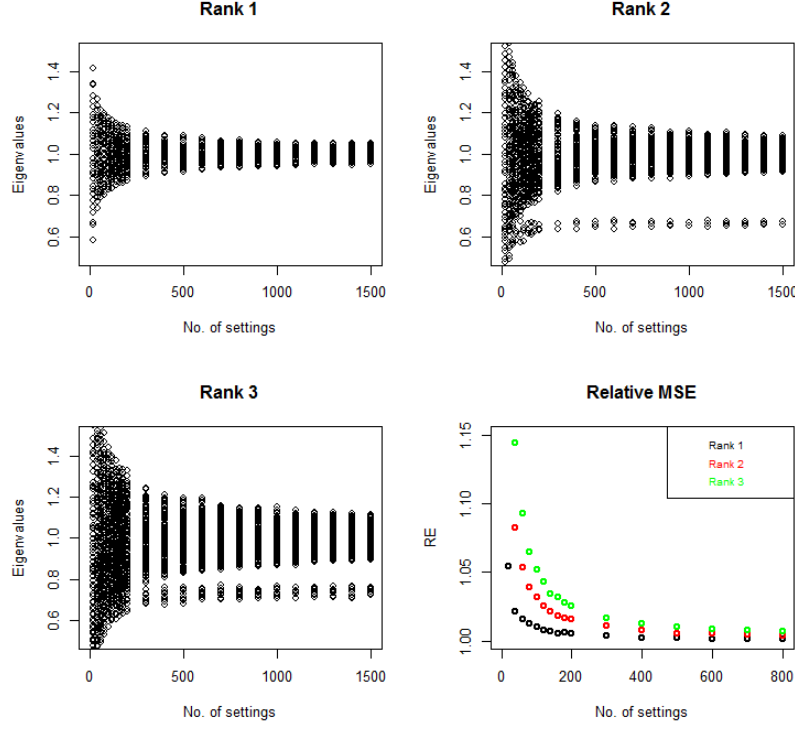 Rank 1
Eigenvalues
0.6 0.8 1.0 1.2 1.4
0 500 1000 1500
No. of settings
Rank 2
Eigenvalues
0.6 0.8 1.0 1.2 1.4
0 500 1000 1500
No. of settings
Rank 3
Eigenvalues
0.6 0.8 1.0 1.2 1.4
0 500 1000 1500
No. of settings
Relative MSE
RE
1.00 1.05 1.10 1.15
Rank 1
Rank 2
Rank 3
0 200 400 600 800
No. of settings